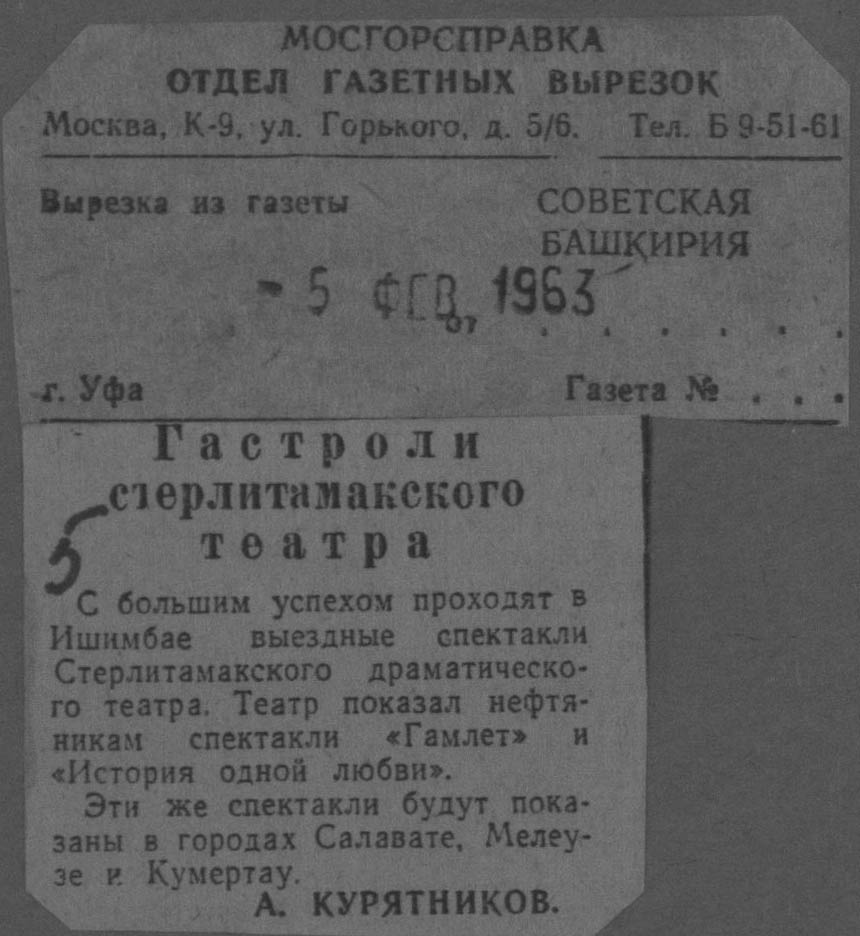 МОСГОРСПРАВКА
ОТДЕЛ ГАЗЕТНЫХ ВЫРЕЗОК
Москва, К-9, ул. Горького, д. 5/6. Тел. Б 9-51-61
Вырезка из газеты
СОВЕТСКАЯ
БАШКИРИЯ
- 5 ФЕВ. 1963
от . . . . . .
г. Уфа Газета № . . .
Гастроли
стерлитамакского
театра
5
С большим успехом проходят в
Ишимбае выездные спектакли
Стерлитамакского драматическо-
го театра. Театр показал нефтя-
никам спектакли «Гамлет» и
«История одной любви».
Эти же спектакли будут пока-
заны в городах Салавате, Мелеу-
зе и Кумертау.
А. КУРЯТНИКОВ.